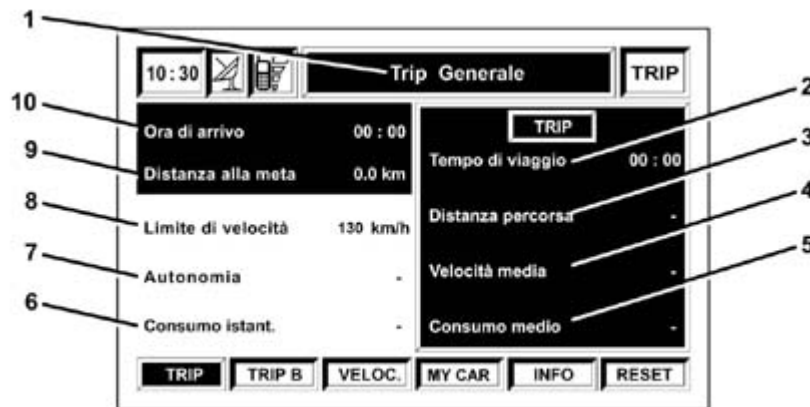 1
10:30 Trip Generale TRIP
10
Ora di arrivo 00 : 00
9
Distanza alla meta 0.0 km
8
Limite di velocità 130 km/h
7
Autonomia -
6
Consumo istant. -
TRIP
2
Tempo di viaggio 00 : 00
3
Distanza percorsa -
4
Velocità media -
5
Consumo medio -
TRIP TRIP B VELOC. MY CAR INFO RESET